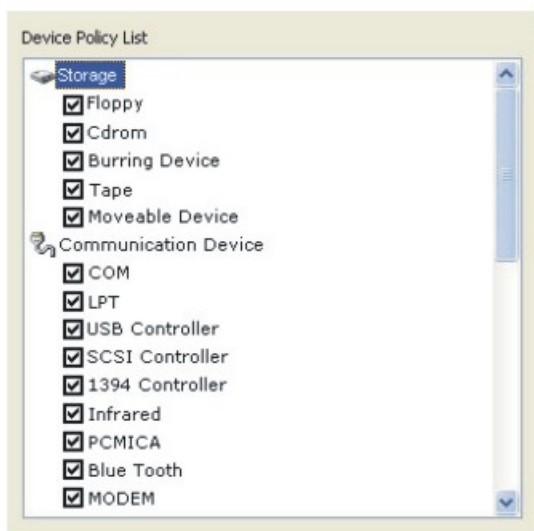 Device Policy List
Storage
Floppy
Cdrom
Burring Device
Tape
Moveable Device
Communication Device
COM
LPT
USB Controller
SCSI Controller
1394 Controller
Infrared
PCMICA
Blue Tooth
MODEM